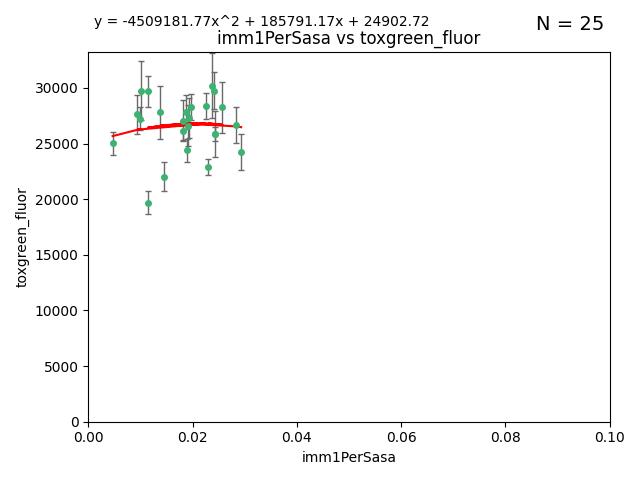 y = -4509181.77x^2 + 185791.17x + 24902.72
N = 25
imm1PerSasa vs toxgreen_fluor
30000
25000
20000
15000
10000
5000
0
toxgreen_fluor
0.00 0.02 0.04 0.06 0.08 0.10
imm1PerSasa